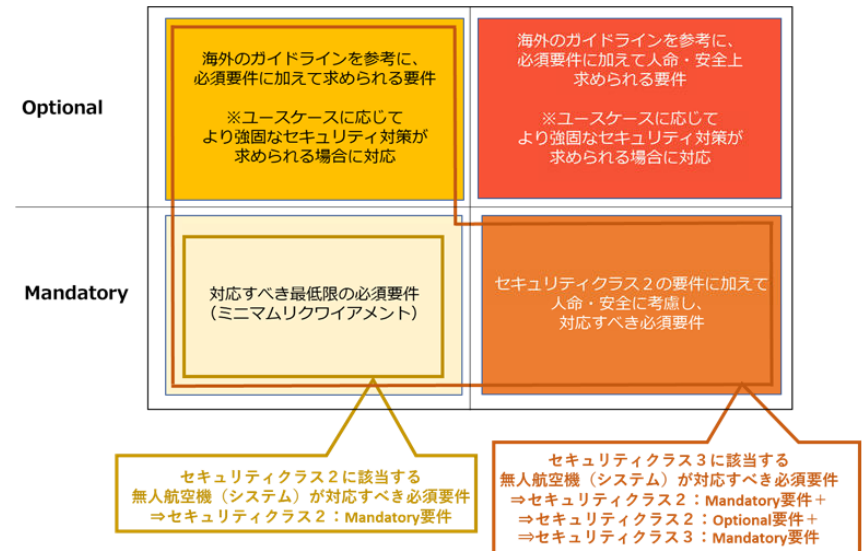 Optional
海外のガイドラインを参考に、
必須要件に加えて求められる要件
※ユースケースに応じて
より強固なセキュリティ対策が
求められる場合に対応
海外のガイドラインを参考に、
必須要件に加えて人命・安全上
求められる要件
※ユースケースに応じて
より強固なセキュリティ対策が
求められる場合に対応
Mandatory
対応すべき最低限の必須要件
（ミニマムリクワイアメント）
セキュリティクラス２の要件に加えて
人命・安全に考慮し、
対応すべき必須要件
セキュリティクラス２に該当する
無人航空機（システム）が対応すべき必須要件
⇒セキュリティクラス２：Mandatory要件
セキュリティクラス３に該当する
無人航空機（システム）が対応すべき必須要件
⇒セキュリティクラス２：Mandatory要件＋
⇒セキュリティクラス２：Optional要件＋
⇒セキュリティクラス３：Mandatory要件